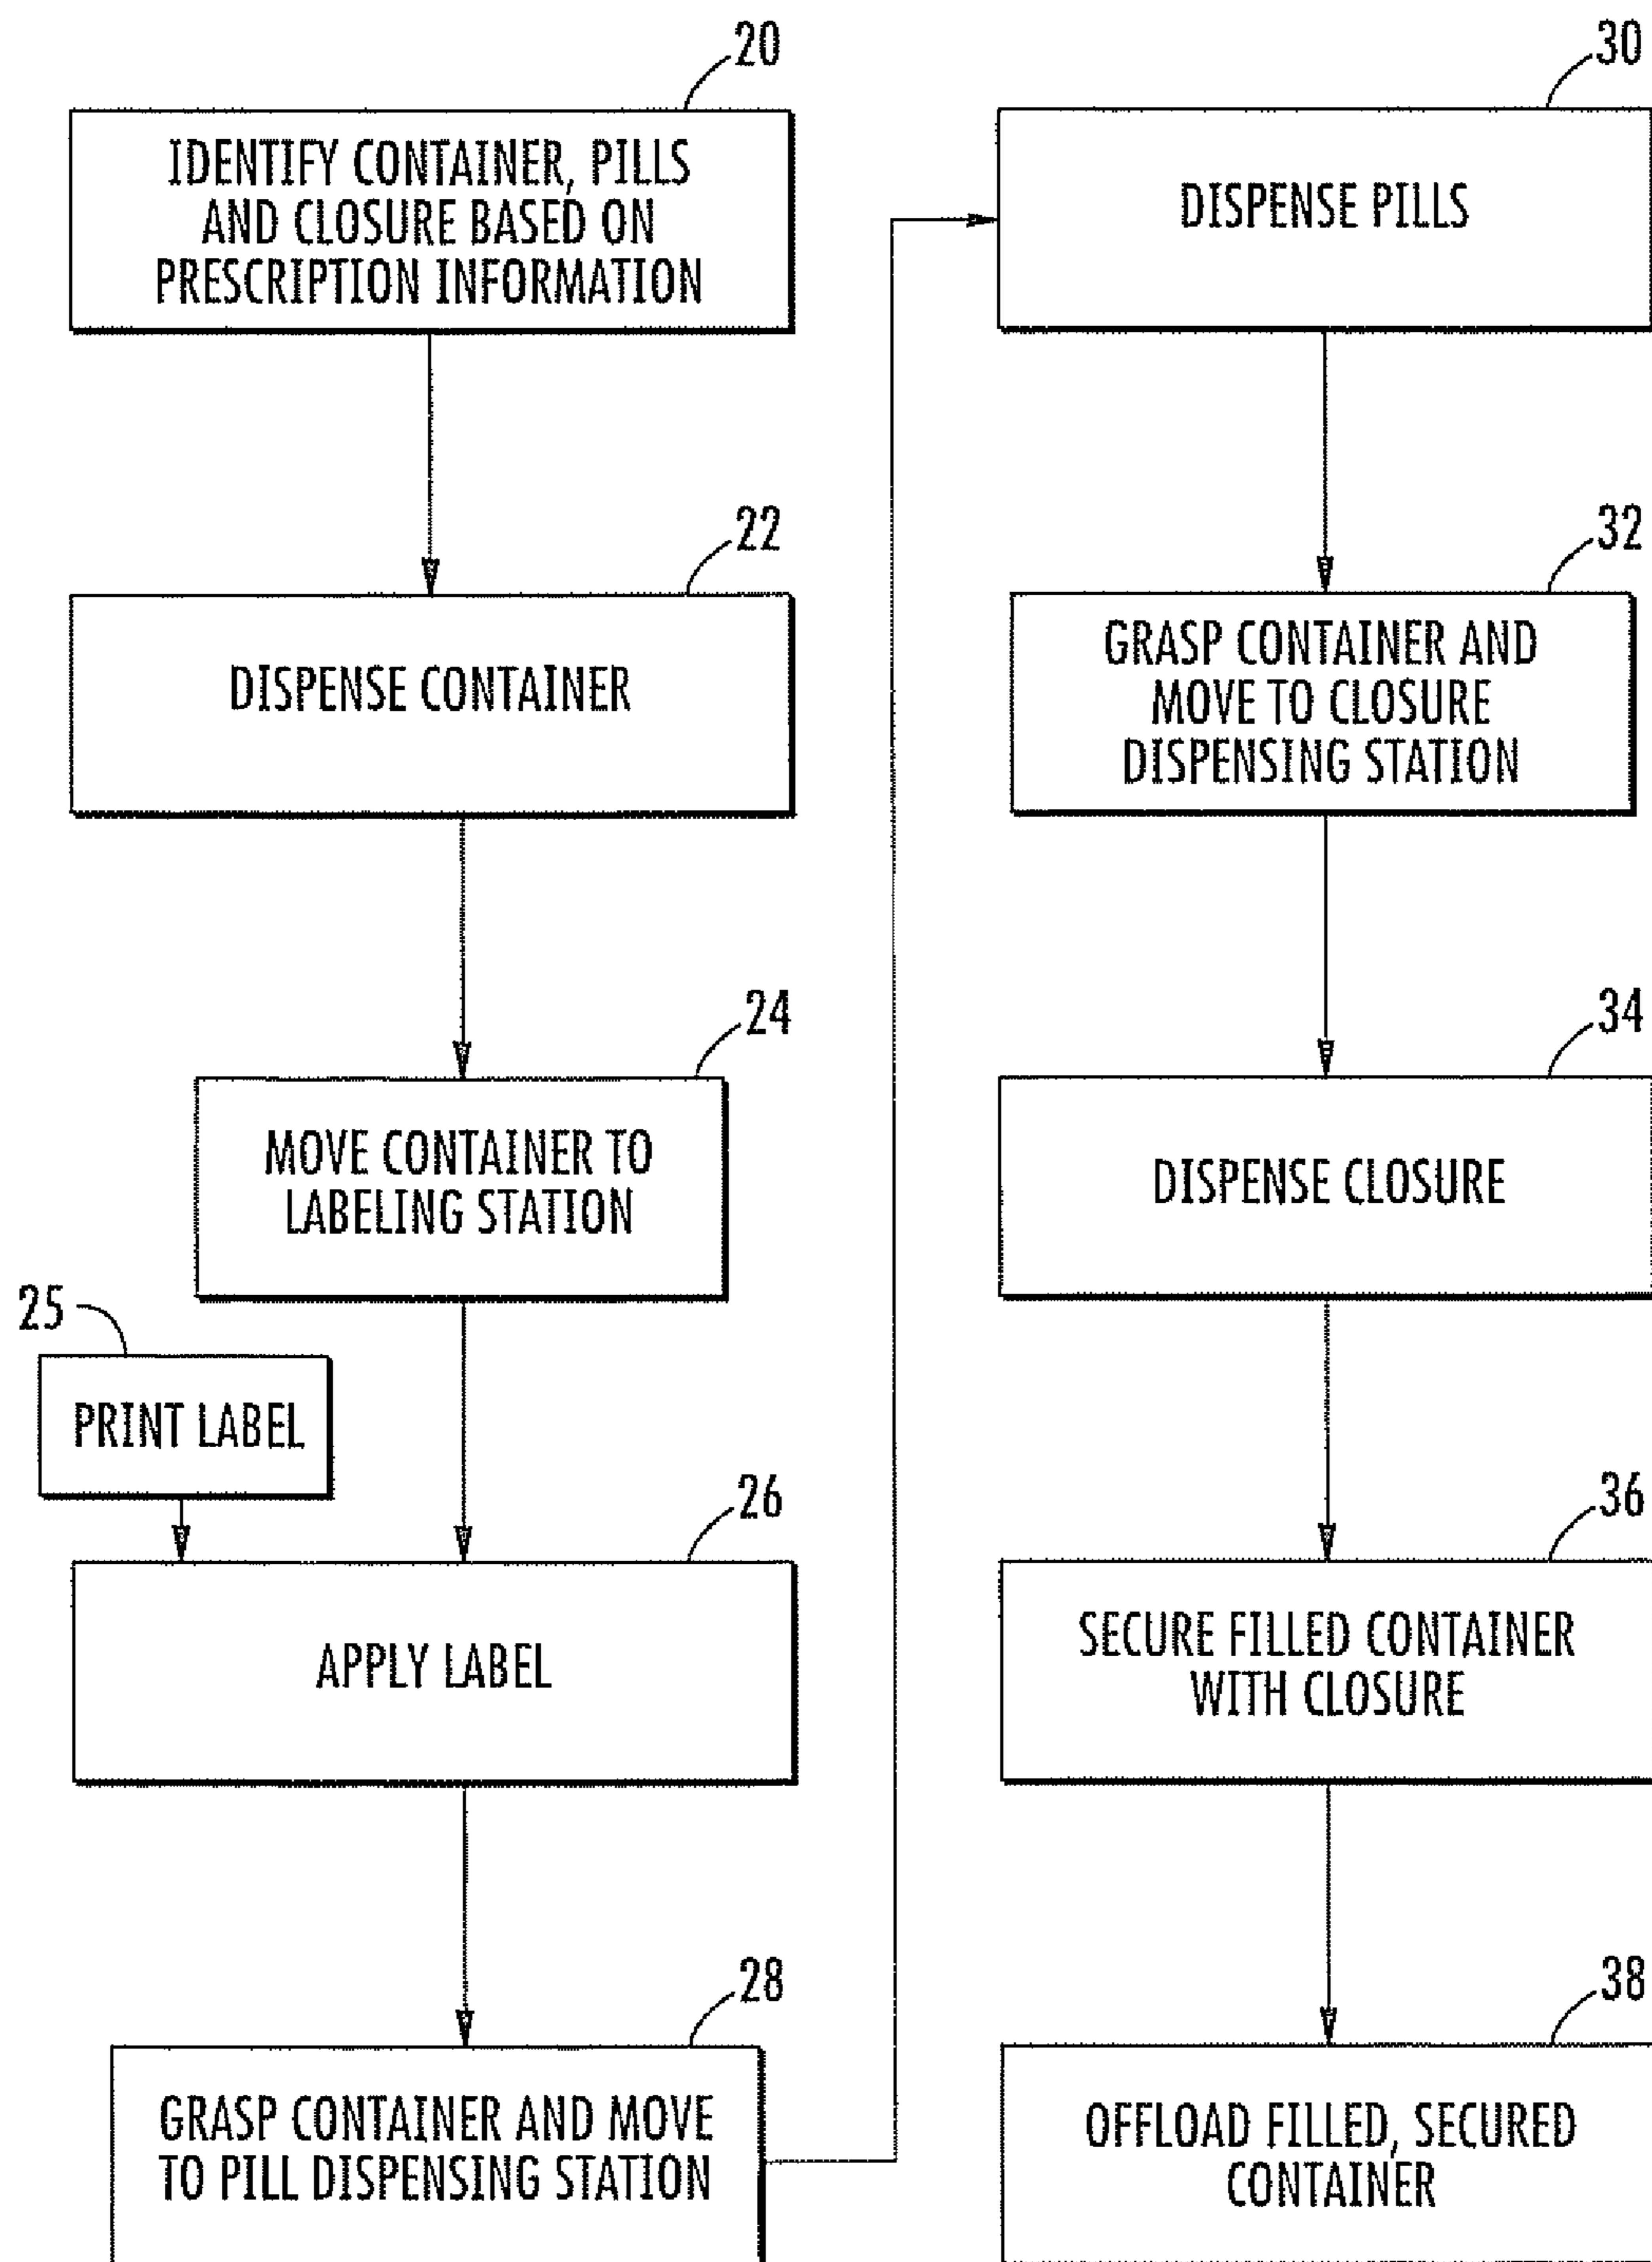 20
IDENTIFY CONTAINER, PILLS
AND CLOSURE BASED ON
PRESCRIPTION INFORMATION
22
DISPENSE CONTAINER
24
MOVE CONTAINER TO
LABELING STATION
25
PRINT LABEL
26
APPLY LABEL
28
GRASP CONTAINER AND MOVE
TO PILL DISPENSING STATION
30
DISPENSE PILLS
32
GRASP CONTAINER AND
MOVE TO CLOSURE
DISPENSING STATION
34
DISPENSE CLOSURE
36
SECURE FILLED CONTAINER
WITH CLOSURE
38
OFFLOAD FILLED, SECURED
CONTAINER